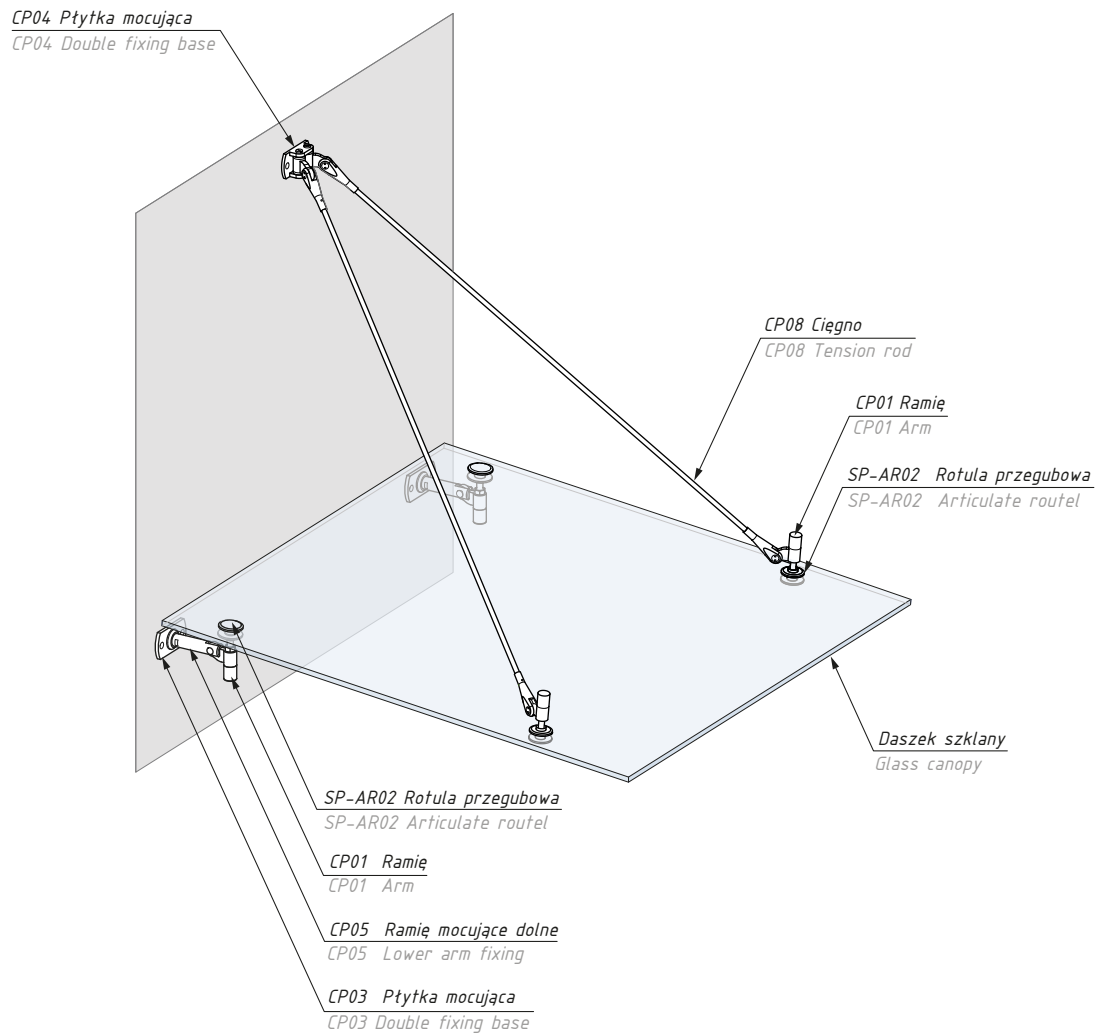 CP04 Płytka mocująca
CP04 Double fixing base
CP08 Cięgno
CP08 Tension rod
CP01 Ramię
CP01 Arm
SP-AR02 Rotula przegubowa
SP-AR02 Articulate routel
Daszek szklany
Glass canopy
SP-AR02 Rotula przegubowa
SP-AR02 Articulate routel
CP01 Ramię
CP01 Arm
CP05 Ramię mocujące dolne
CP05 Lower arm fixing
CP03 Płytka mocująca
CP03 Double fixing base